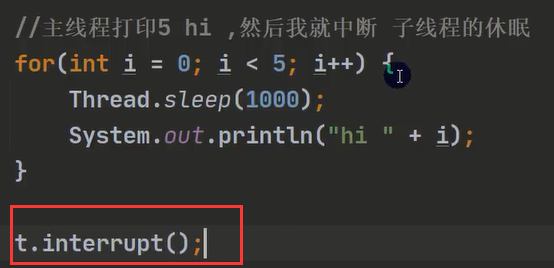 //主线程打印5 hi ,然后我就中断 子线程的休眠
for(int i = 0; i < 5; i++) {
Thread.sleep(1000);
System.out.println("hi " + i);
}
t.interrupt();